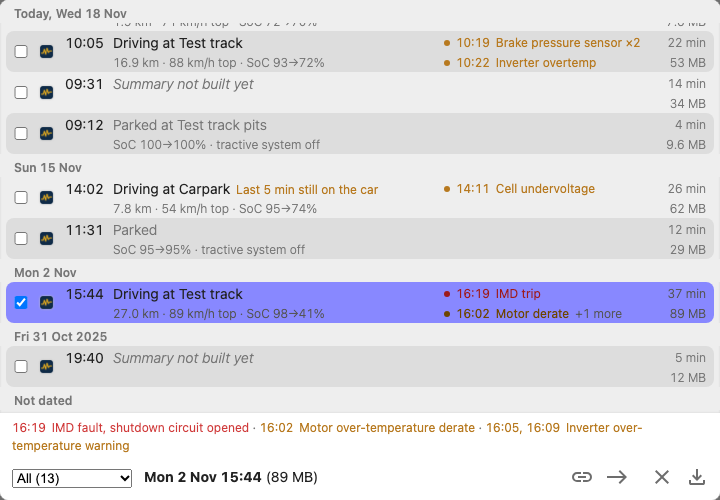 Today, Wed 18 Nov
10:05 Driving at Test track 10:19 Brake pressure sensor ×2 22 min
16.9 km · 88 km/h top · SoC 93→72% 10:22 Inverter overtemp 53 MB
09:31 Summary not built yet 14 min
34 MB
09:12 Parked at Test track pits 4 min
SoC 100→100% · tractive system off 9.6 MB
Sun 15 Nov
14:02 Driving at Carpark Last 5 min still on the car 14:11 Cell undervoltage 26 min
7.8 km · 54 km/h top · SoC 95→74% 62 MB
11:31 Parked 12 min
SoC 95→95% · tractive system off 29 MB
Mon 2 Nov
15:44 Driving at Test track 16:19 IMD trip 37 min
27.0 km · 89 km/h top · SoC 98→41% 16:02 Motor derate +1 more 89 MB
Fri 31 Oct 2025
19:40 Summary not built yet 5 min
12 MB
Not dated
16:19 IMD fault, shutdown circuit opened · 16:02 Motor over-temperature derate · 16:05, 16:09 Inverter over-
temperature warning
All (13) Mon 2 Nov 15:44 (89 MB)